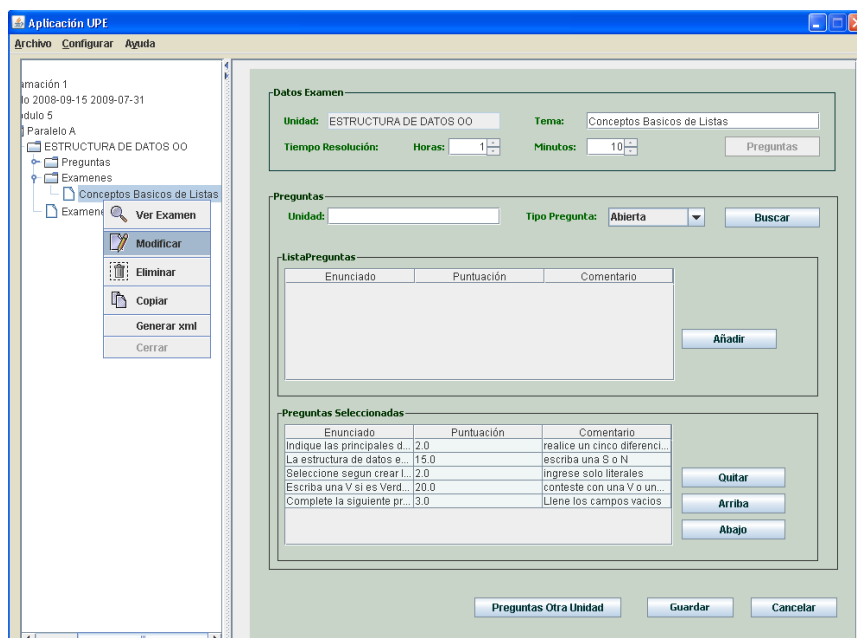 Aplicación UPE
Archivo Configurar Ayuda
amación 1
lo 2008-09-15 2009-07-31
odulo 5
Paralelo A
ESTRUCTURA DE DATOS OO
Preguntas
Examenes
Conceptos Basicos de Listas
Examene
Ver Examen
Modificar
Eliminar
Copiar
Generar xml
Cerrar
Datos Examen
Unidad: ESTRUCTURA DE DATOS OO Tema: Conceptos Basicos de Listas
Tiempo Resolución: Horas: 1 Minutos: 10 Preguntas
Preguntas
Unidad: Tipo Pregunta: Abierta Buscar
ListaPreguntas
Enunciado Puntuación Comentario
Añadir
Preguntas Seleccionadas
Enunciado Puntuación Comentario
Indique las principales d... 2.0 realice un cinco diferenci...
La estructura de datos e... 15.0 escriba una S o N
Seleccione segun crear l... 2.0 ingrese solo literales
Escriba una V si es Verd... 20.0 conteste con una V o un...
Complete la siguiente pr... 3.0 Llene los campos vacios
Quitar
Arriba
Abajo
Preguntas Otra Unidad Guardar Cancelar